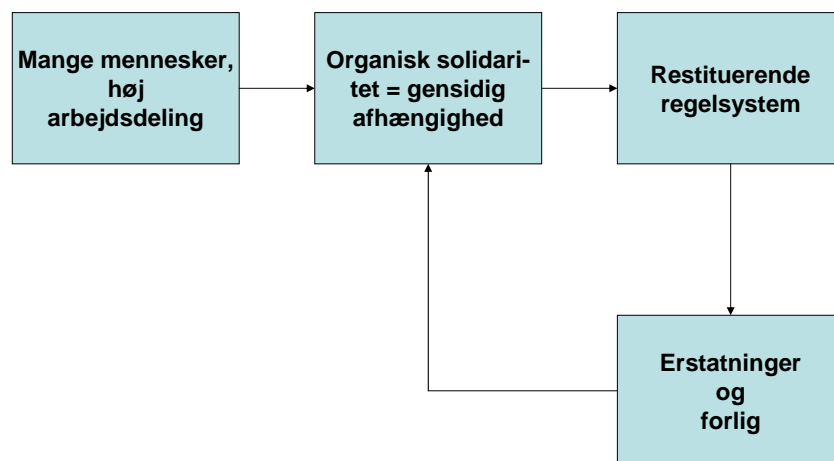 Mange mennesker,
høj
arbejdsdeling
Organisk solidari-
tet = gensidig
afhængighed
Restituerende
regelsystem
Erstatninger
og
forlig